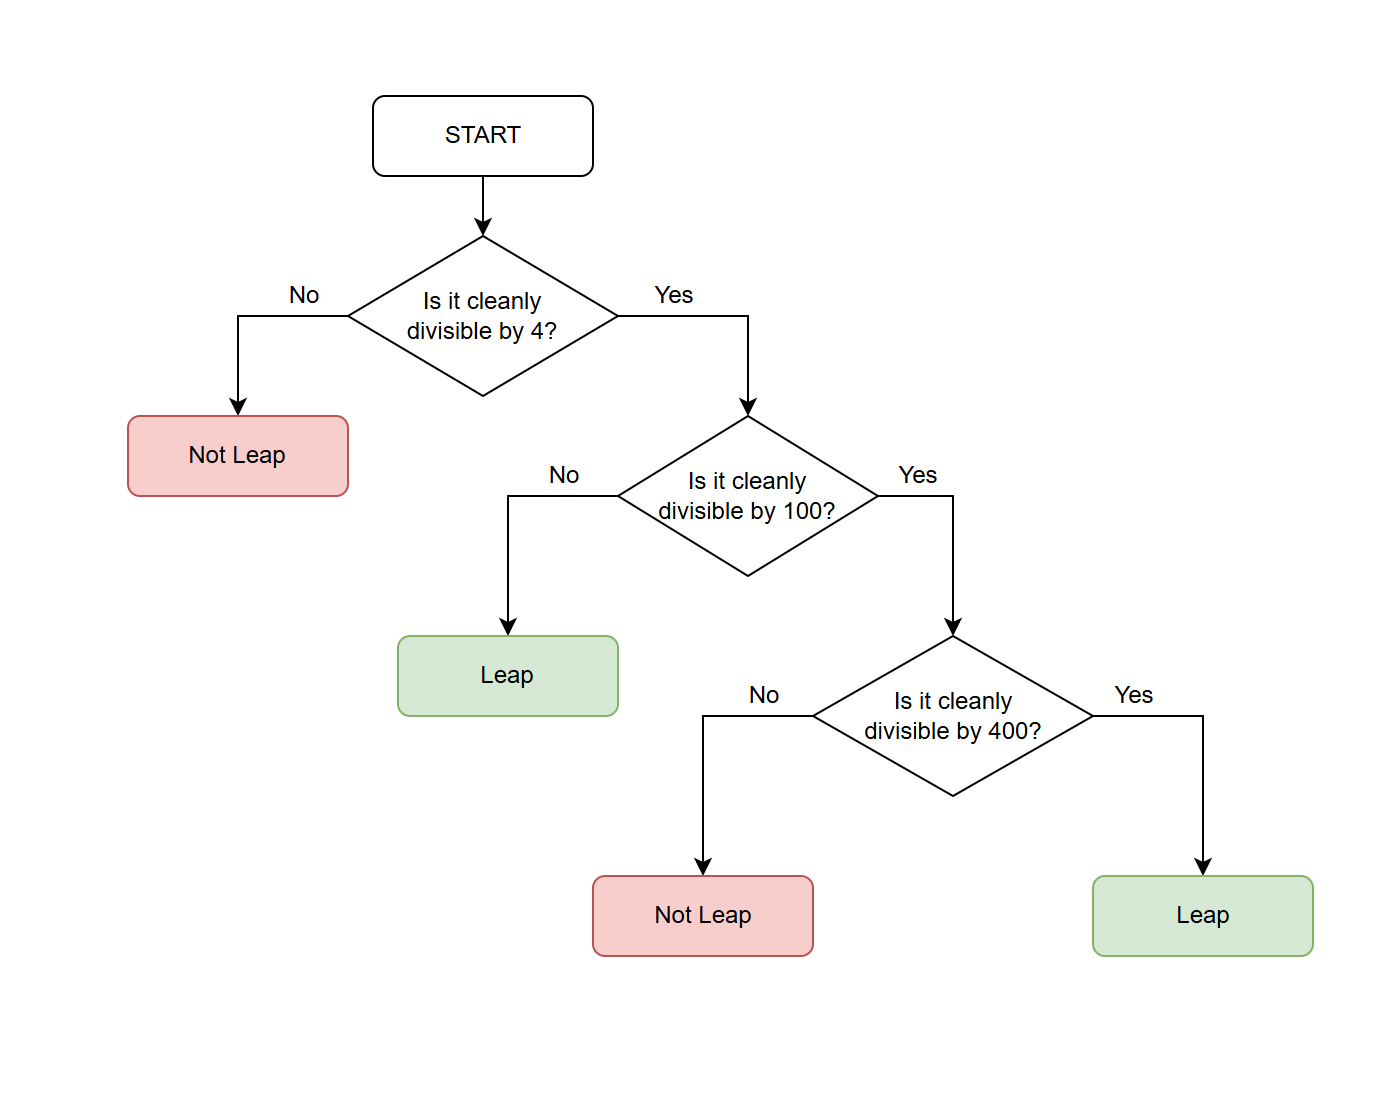 START
No
Yes
Is it cleanly
divisible by 4?
Not Leap
No
Yes
Is it cleanly
divisible by 100?
Leap
No
Yes
Is it cleanly
divisible by 400?
Not Leap
Leap